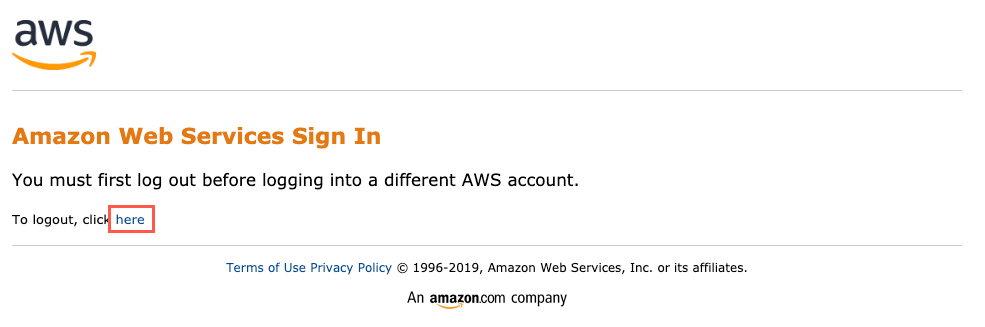 aws
Amazon Web Services Sign In
You must first log out before logging into a different AWS account.
To logout, click here
Terms of Use Privacy Policy © 1996-2019, Amazon Web Services, Inc. or its affiliates.
An amazon.com company